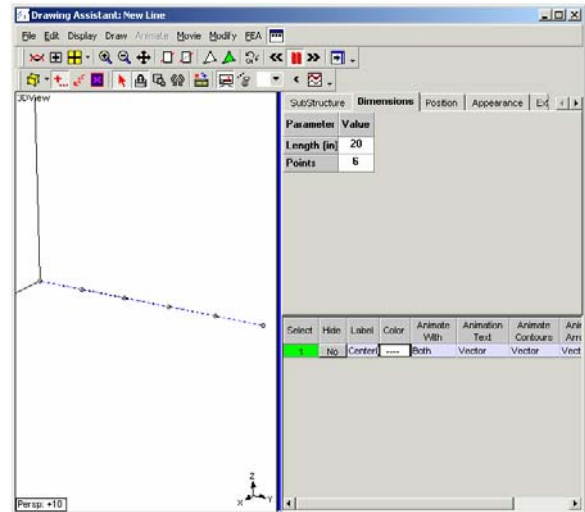 Drawing Assistant: New Line
File Edit Display Draw Animate Movie Modify FEA
3DView
SubStructure Dimensions Position Appearance
Parameter Value
Length (in) 20
Points 6
Select Hide Label Color Animate With Animation Text Animate Contours
1 No ---- Both Vector Vector Vect
Z
X Y
Persp: +10